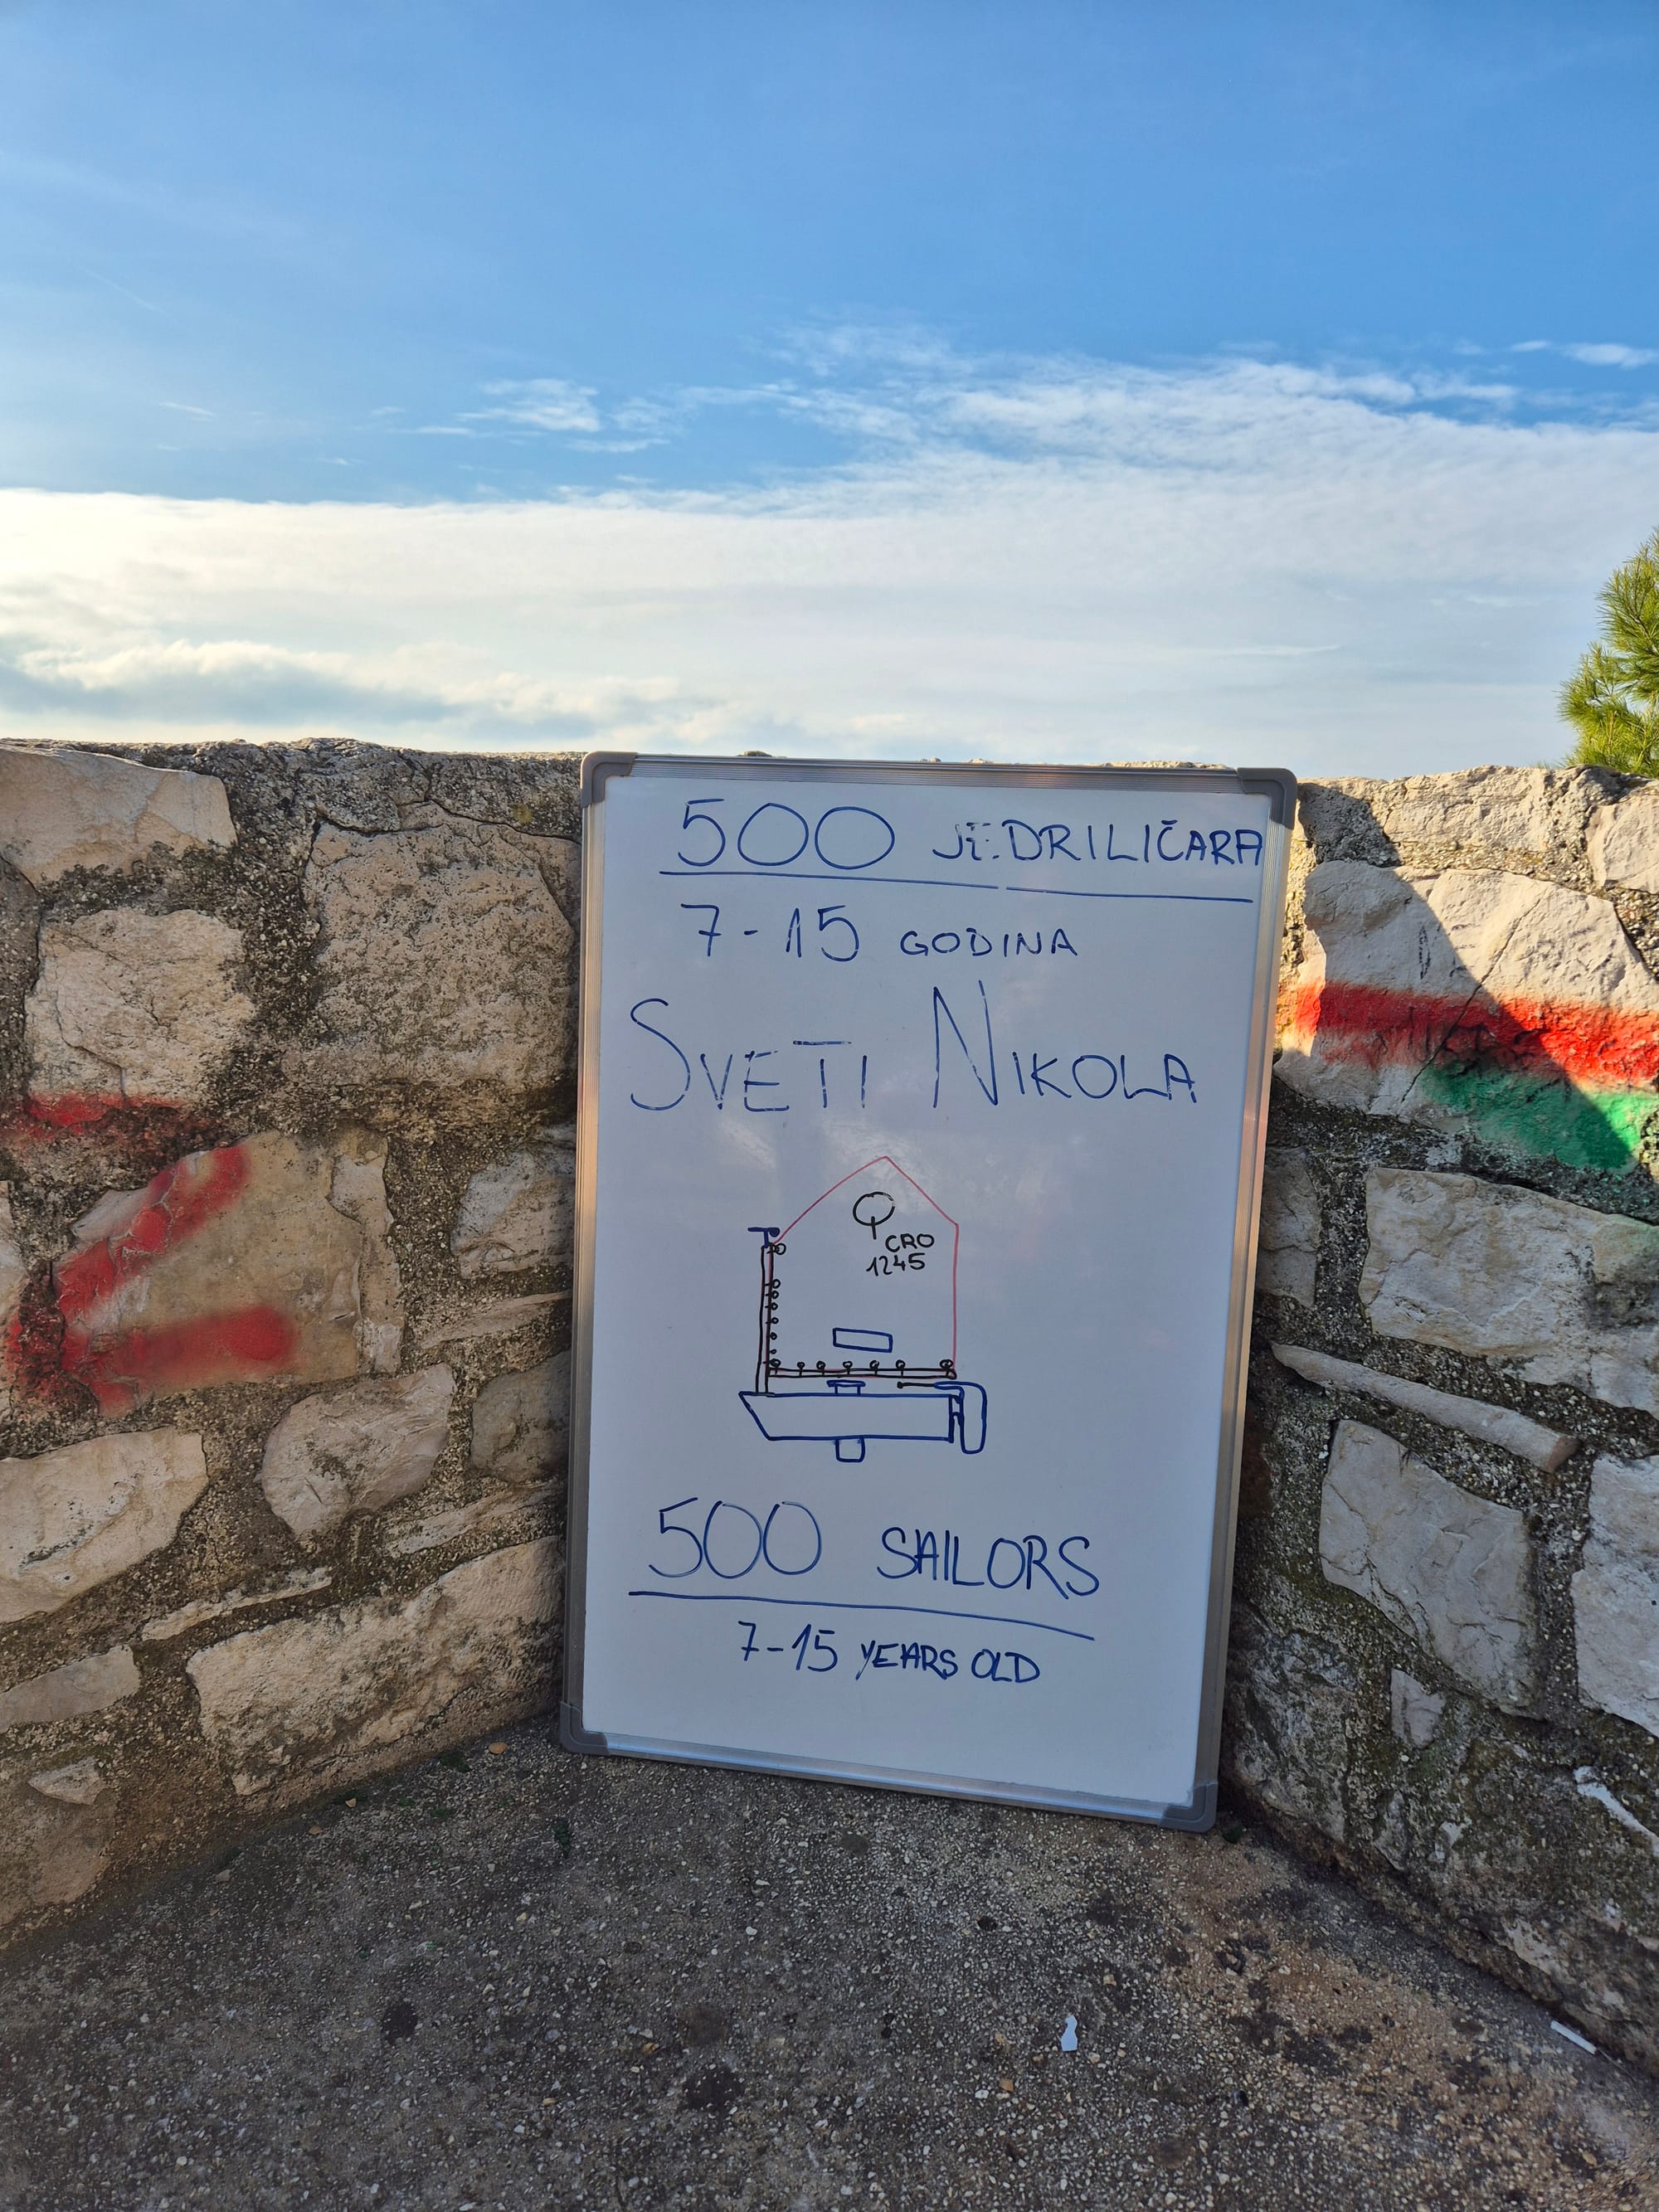 500 JEDRILIČARA
7-15 GODINA
SVETI NIKOLA
CRO
1245
500 SAILORS
7-15 YEARS OLD